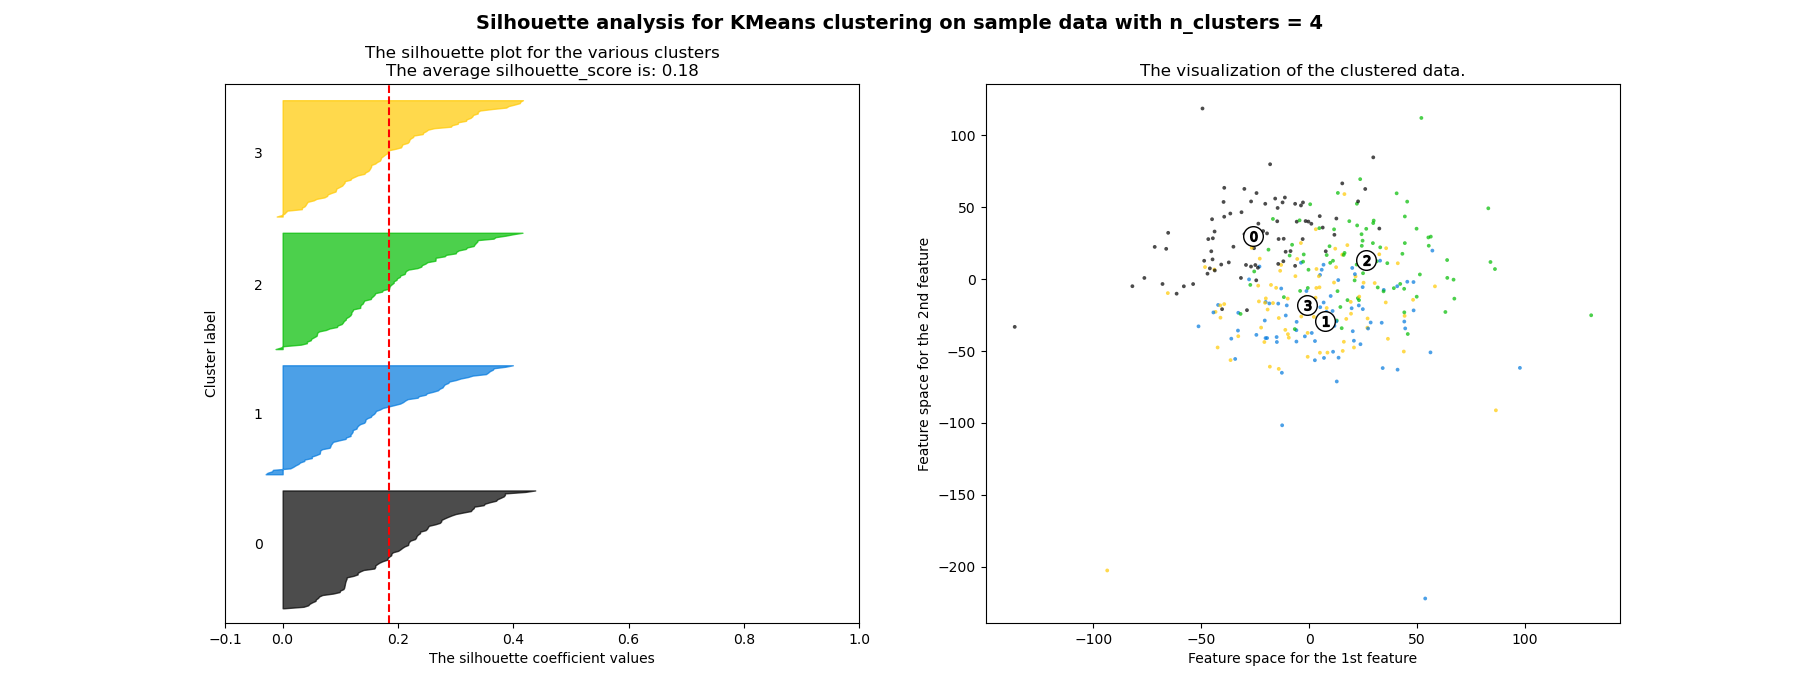 Silhouette analysis for KMeans clustering on sample data with n_clusters = 4
The silhouette plot for the various clusters
The average silhouette_score is: 0.18
Cluster label
3
2
1
0
−0.1 0.0 0.2 0.4 0.6 0.8 1.0
The silhouette coefficient values
The visualization of the clustered data.
Feature space for the 2nd feature
100
50
0
−50
−100
−150
−200
0
2
3
1
−100 −50 0 50 100
Feature space for the 1st feature